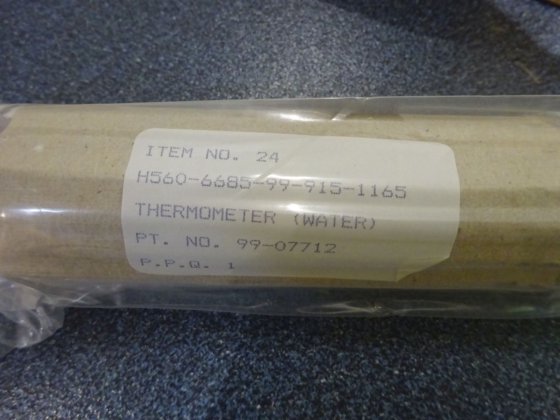 ITEM NO. 24
H560-6685-99-915-1165
THERMOMETER (WATER)
PT. NO. 99-07712
P.P.Q. 1